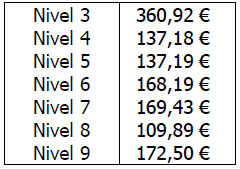 Nivel 3 360,92 €
Nivel 4 137,18 €
Nivel 5 137,19 €
Nivel 6 168,19 €
Nivel 7 169,43 €
Nivel 8 109,89 €
Nivel 9 172,50 €